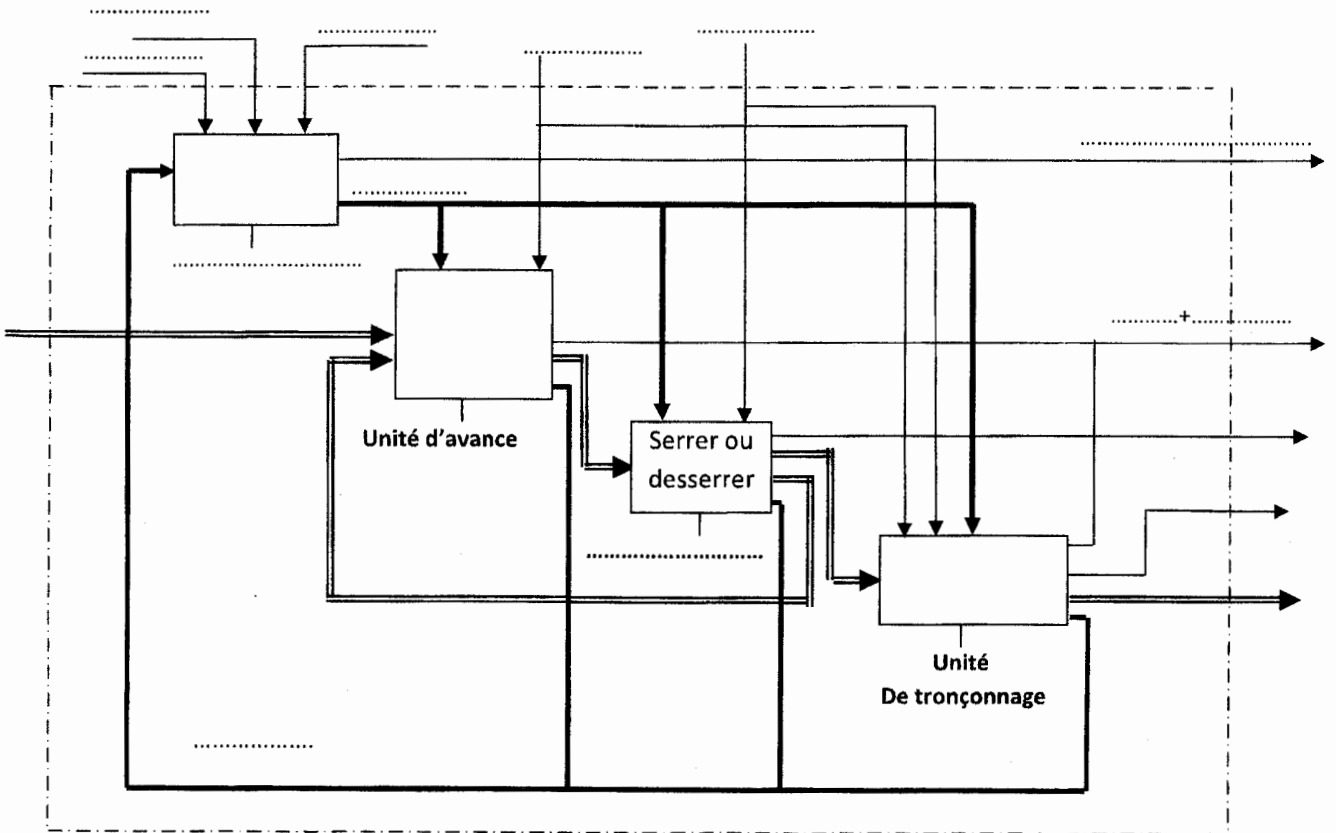 +
Unité d'avance
Serrer ou
desserrer
Unité
De tronçonnage